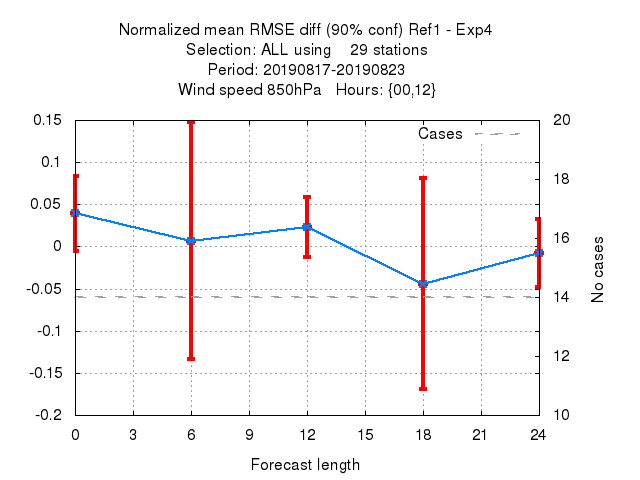 Normalized mean RMSE diff (90% conf) Ref1 - Exp4
Selection: ALL using    29 stations
Period: 20190817-20190823
Wind speed 850hPa   Hours: {00,12}
Cases
0.15
0.1
0.05
0
-0.05
-0.1
-0.15
-0.2
20
18
16
14
12
10
No cases
0 3 6 9 12 15 18 21 24
Forecast length